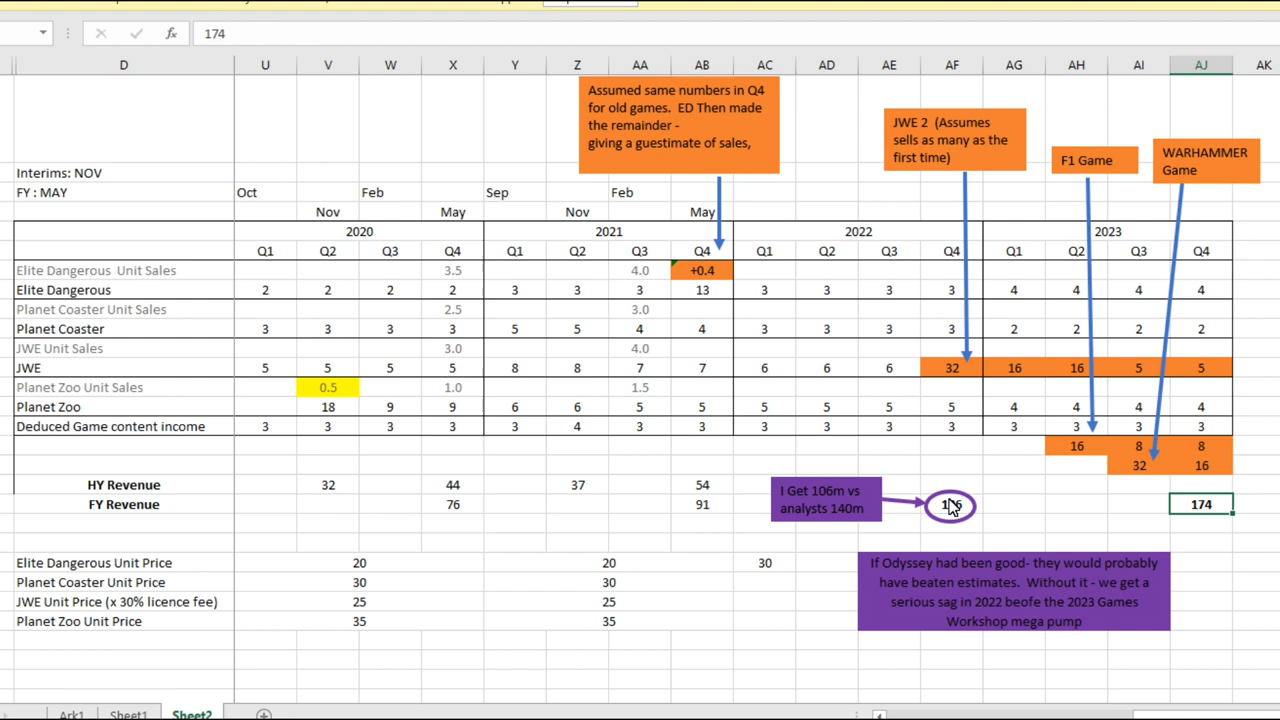 174
D U V W X Y Z AA AB AC AD AE AF AG AH AI AJ AK
Assumed same numbers in Q4
for old games. ED Then made
the remainder -
giving a guestimate of sales,
JWE 2 (Assumes
sells as many as the
first time)
F1 Game
WARHAMMER
Game
Interims: NOV
FY : MAY Oct Feb Sep Feb
Nov May Nov May
2020 2021 2022 2023
Q1 Q2 Q3 Q4 Q1 Q2 Q3 Q4 Q1 Q2 Q3 Q4 Q1 Q2 Q3 Q4
Elite Dangerous Unit Sales 3.5 4.0 +0.4
Elite Dangerous 2 2 2 2 3 3 3 13 3 3 3 3 4 4 4 4
Planet Coaster Unit Sales 2.5 3.0
Planet Coaster 3 3 3 3 5 5 4 4 3 3 3 3 2 2 2 2
JWE Unit Sales 3.0 4.0
JWE 5 5 5 5 8 8 7 7 6 6 6 32 16 16 5 5
Planet Zoo Unit Sales 0.5 1.0 1.5
Planet Zoo 18 9 9 6 6 5 5 5 5 5 5 4 4 4 4
Deduced Game content income 3 3 3 3 3 4 3 3 3 3 3 3 3 3 3 3
16 8 8
32 16
HY Revenue 32 44 37 54
FY Revenue 76 91 174
I Get 106m vs
analysts 140m
Elite Dangerous Unit Price 20 20 30
Planet Coaster Unit Price 30 30
JWE Unit Price (x 30% licence fee) 25 25
Planet Zoo Unit Price 35 35
If Odyssey had been good- they would probably
have beaten estimates. Without it - we get a
serious sag in 2022 beofe the 2023 Games
Workshop mega pump
Ark1 Sheet1 Sheet2